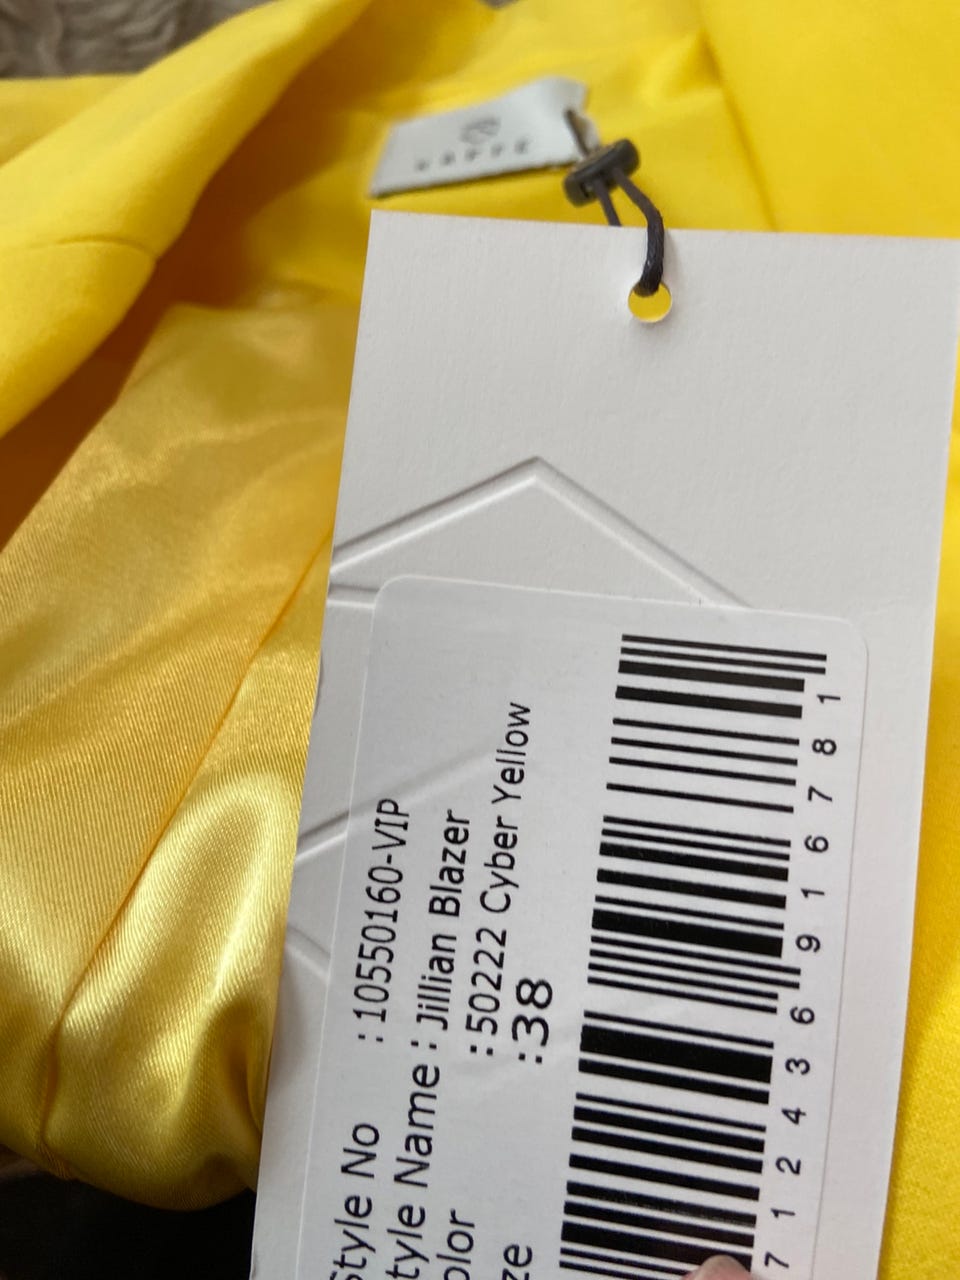 Style No : 10550160-VIP
tyle Name : Jillian Blazer
olor :50222 Cyber Yellow
ze :38
7 1 2 4 3 6 9 1 6 7 8 1